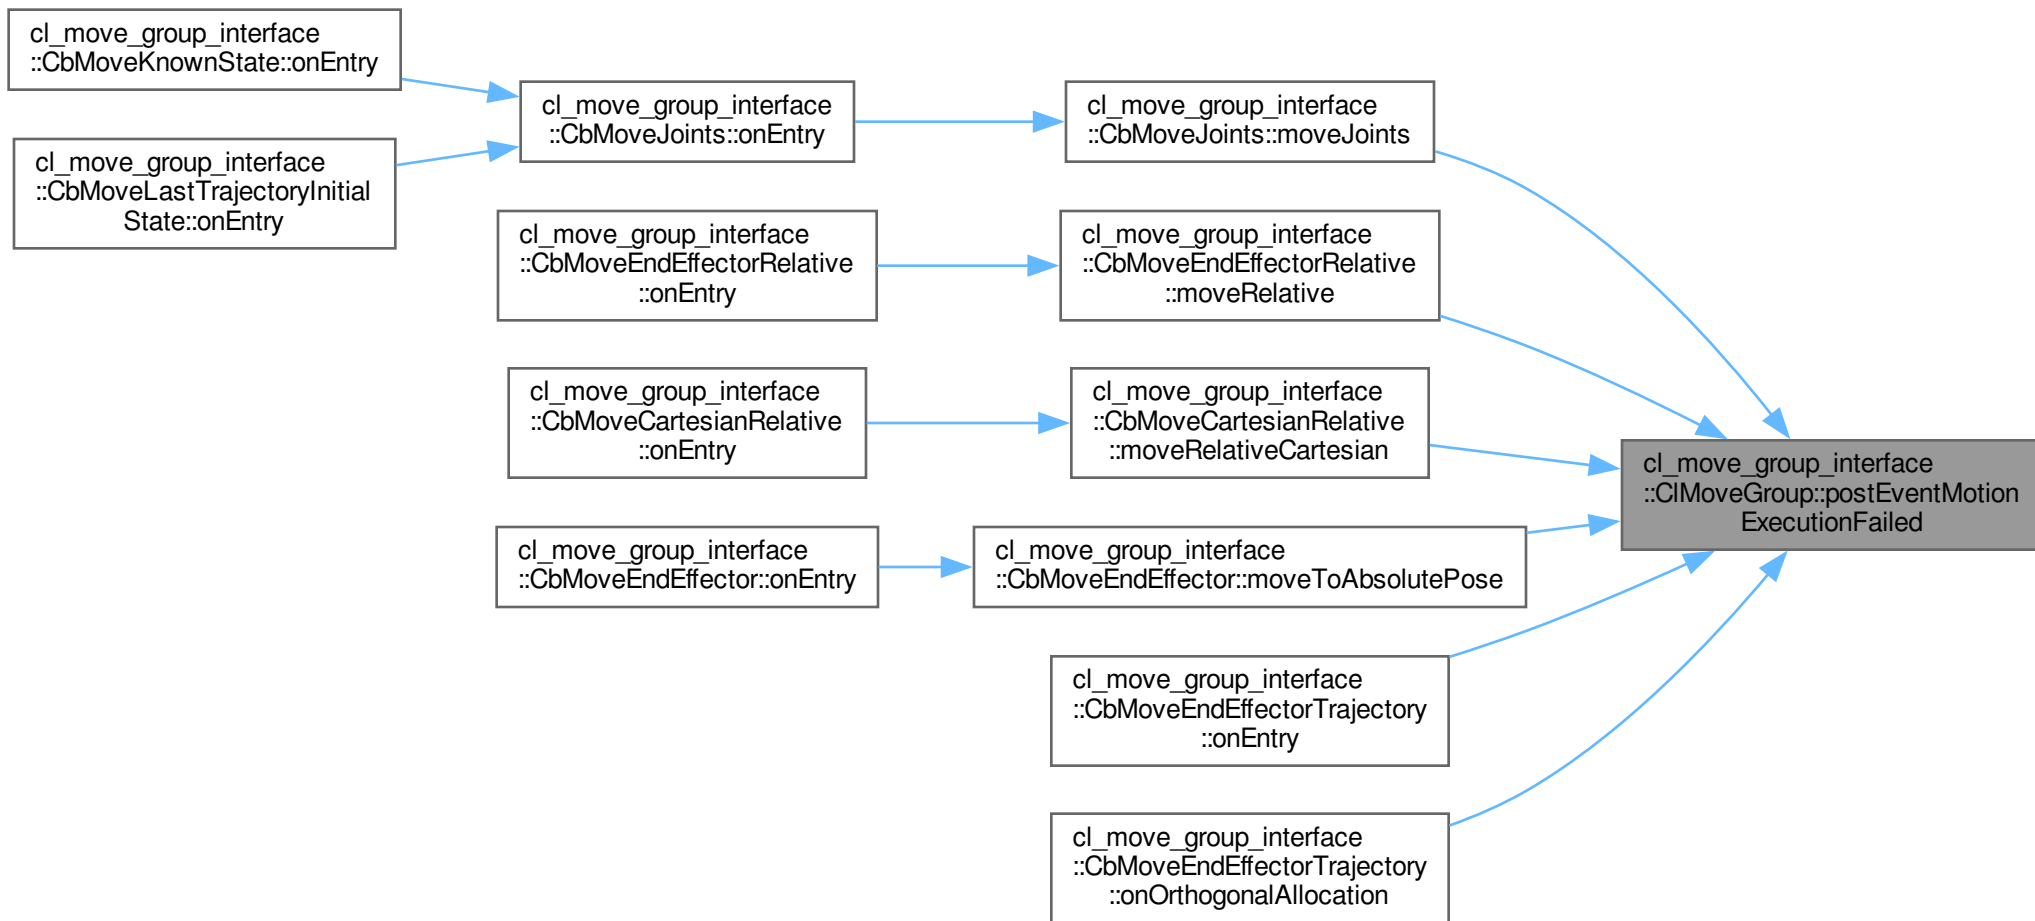 cl_move_group_interface
::CbMoveKnownState::onEntry
cl_move_group_interface
::CbMoveLastTrajectoryInitial
State::onEntry
cl_move_group_interface
::CbMoveJoints::onEntry
cl_move_group_interface
::CbMoveJoints::moveJoints
cl_move_group_interface
::CbMoveEndEffectorRelative
::onEntry
cl_move_group_interface
::CbMoveEndEffectorRelative
::moveRelative
cl_move_group_interface
::CbMoveCartesianRelative
::onEntry
cl_move_group_interface
::CbMoveCartesianRelative
::moveRelativeCartesian
cl_move_group_interface
::ClMoveGroup::postEventMotion
ExecutionFailed
cl_move_group_interface
::CbMoveEndEffector::onEntry
cl_move_group_interface
::CbMoveEndEffector::moveToAbsolutePose
cl_move_group_interface
::CbMoveEndEffectorTrajectory
::onEntry
cl_move_group_interface
::CbMoveEndEffectorTrajectory
::onOrthogonalAllocation